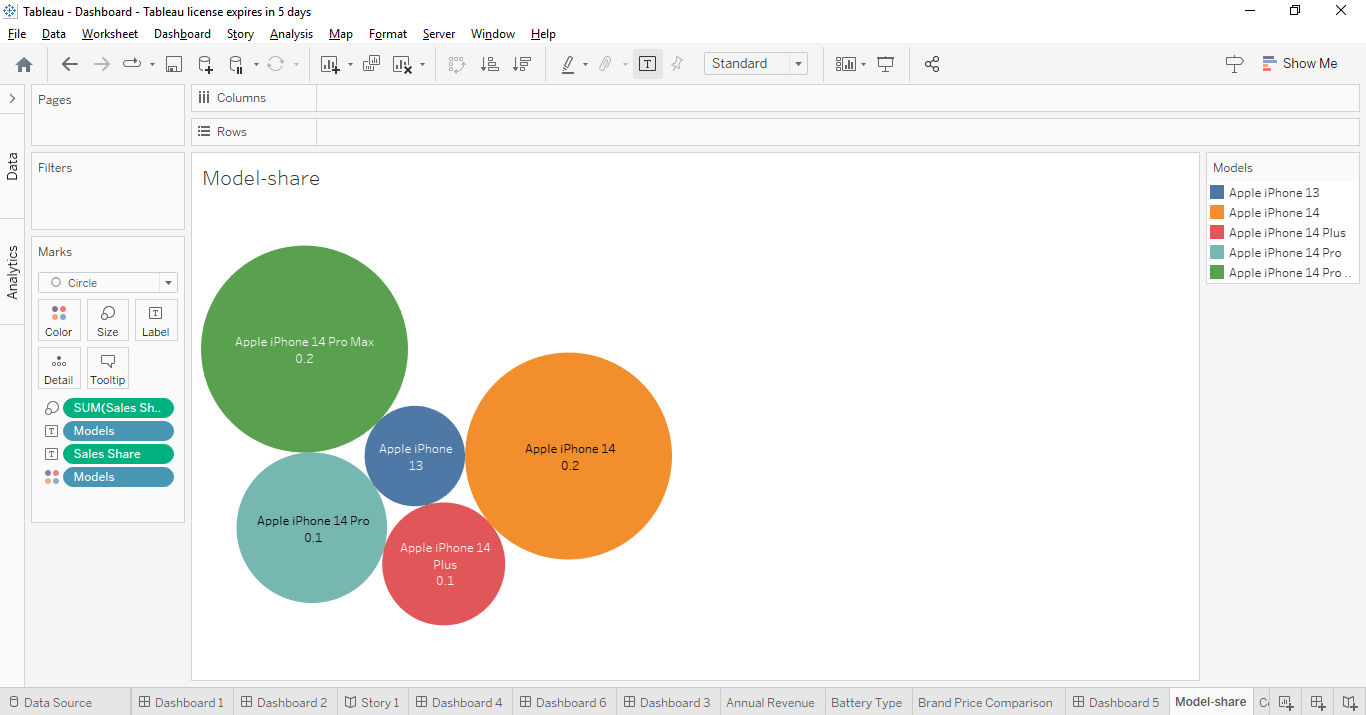 Tableau - Dashboard - Tableau license expires in 5 days
File Data Worksheet Dashboard Story Analysis Map Format Server Window Help
Standard
Show Me
Pages
Columns
Rows
Data
Filters
Model-share
Models
Apple iPhone 13
Apple iPhone 14
Apple iPhone 14 Plus
Apple iPhone 14 Pro
Apple iPhone 14 Pro ..
Analytics
Marks
Circle
Color Size Label
Detail Tooltip
SUM(Sales Sh..
Models
Sales Share
Models
Apple iPhone 14 Pro Max
0.2
Apple iPhone
13
Apple iPhone 14
0.2
Apple iPhone 14 Pro
0.1
Apple iPhone 14
Plus
0.1
Data Source Dashboard 1 Dashboard 2 Story 1 Dashboard 4 Dashboard 6 Dashboard 3 Annual Revenue Battery Type Brand Price Comparison Dashboard 5 Model-share